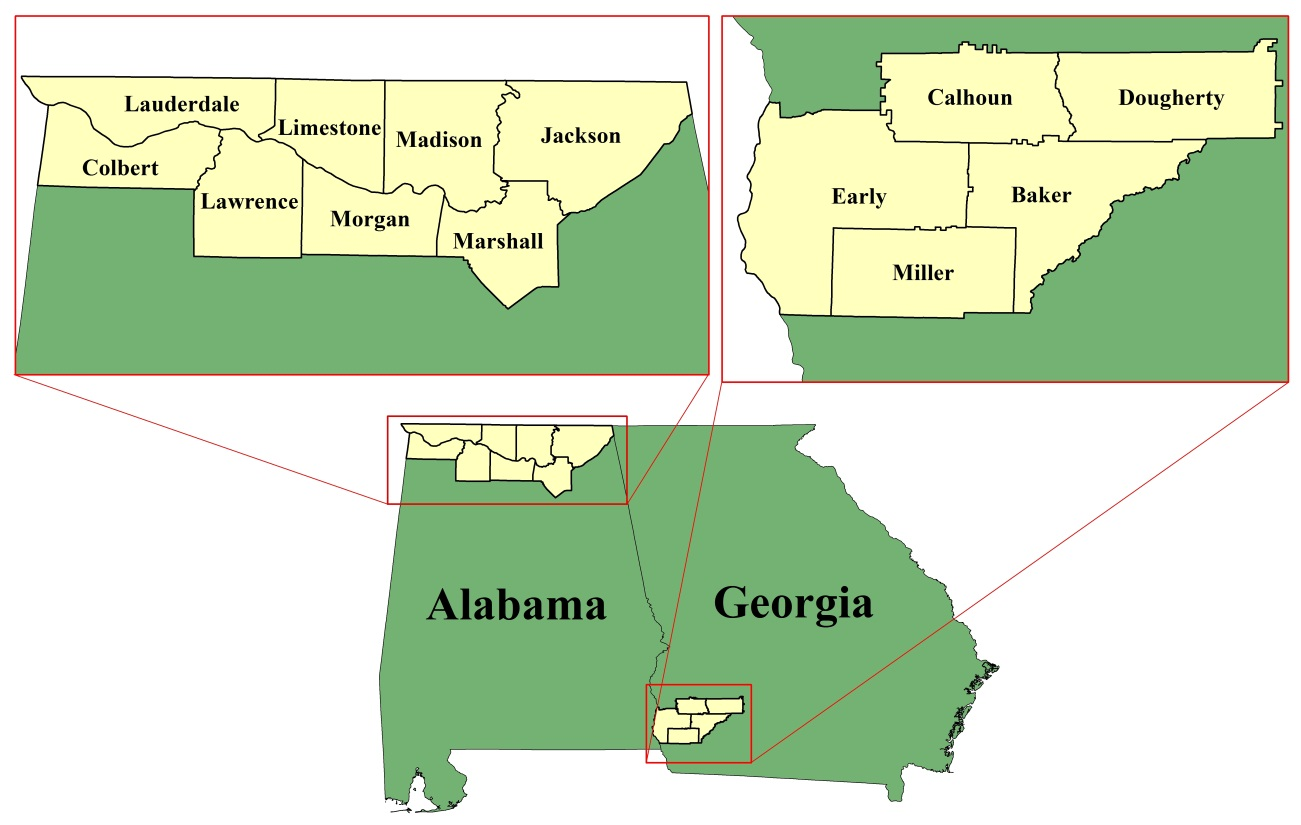 Lauderdale
Limestone
Madison
Jackson
Colbert
Lawrence
Morgan
Marshall
Calhoun
Dougherty
Early
Baker
Miller
Alabama
Georgia